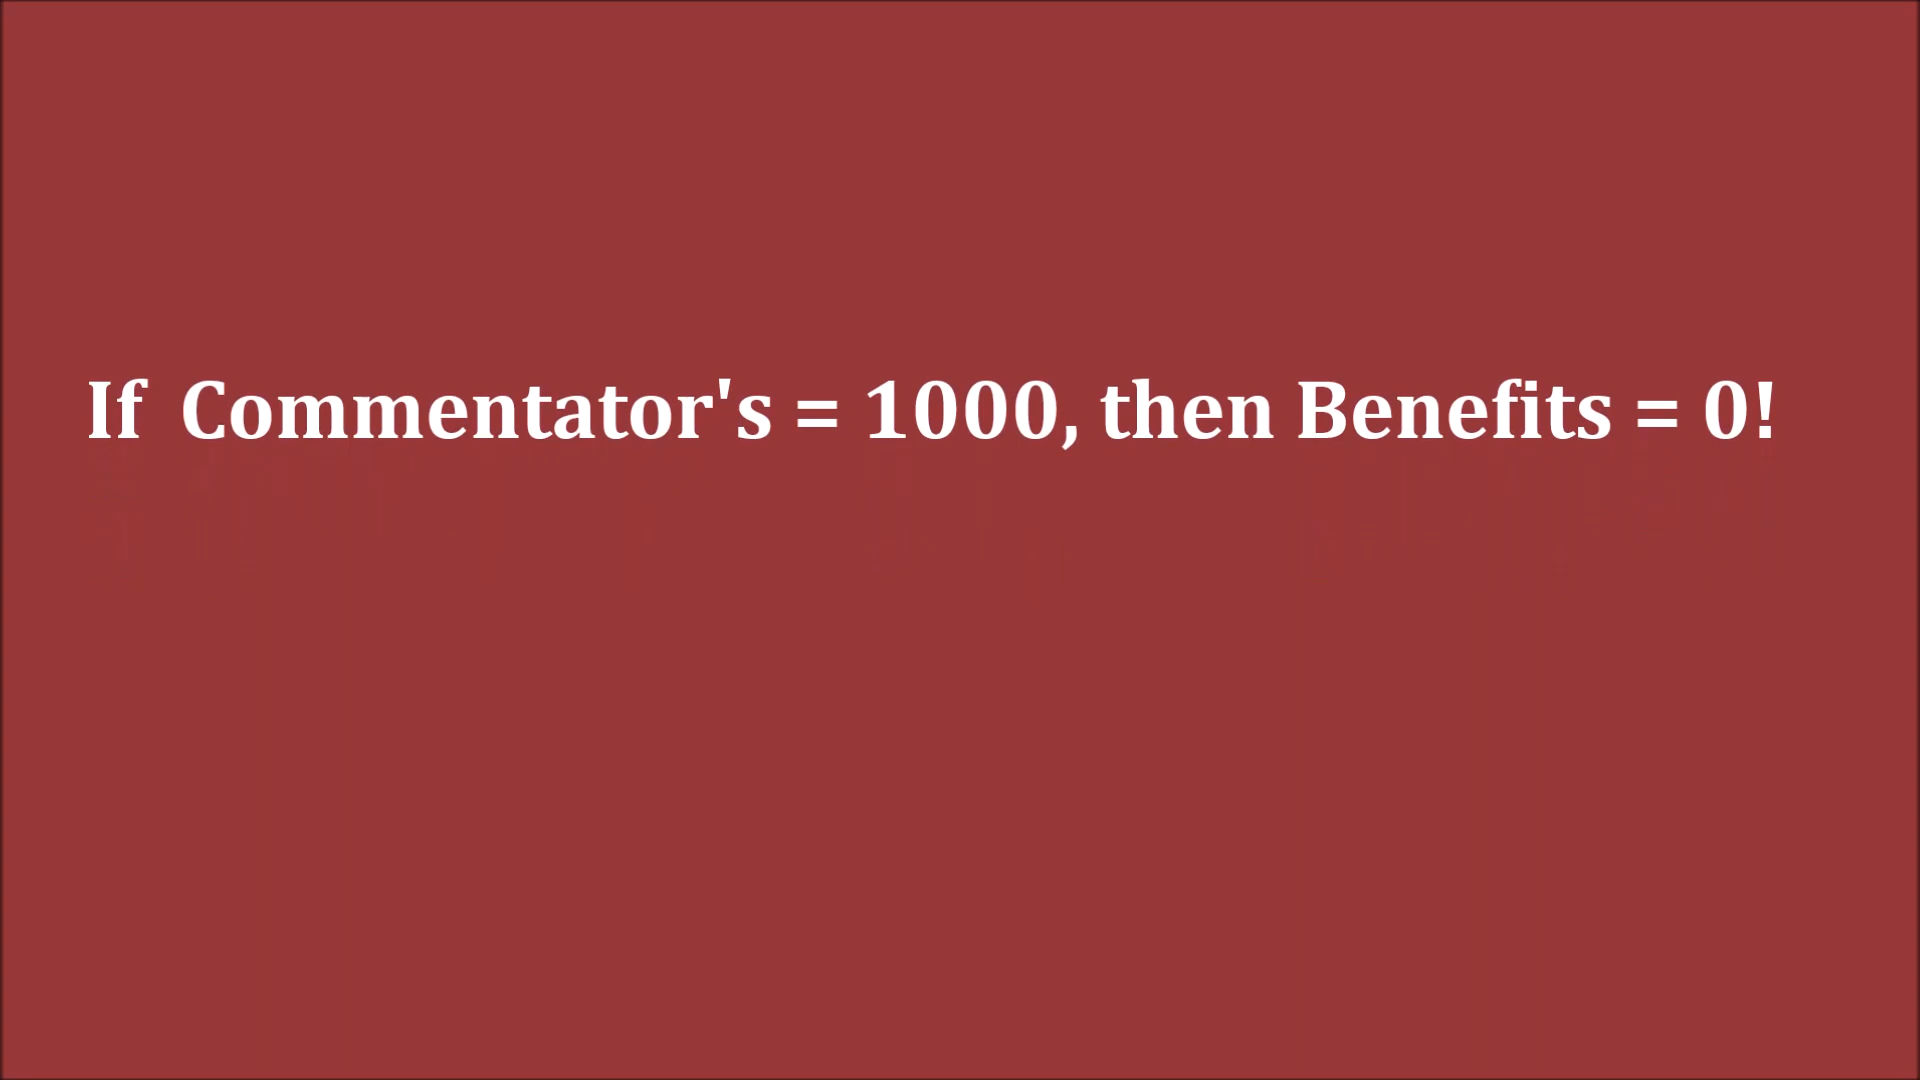 If  Commentator's = 1000, then Benefits = 0!